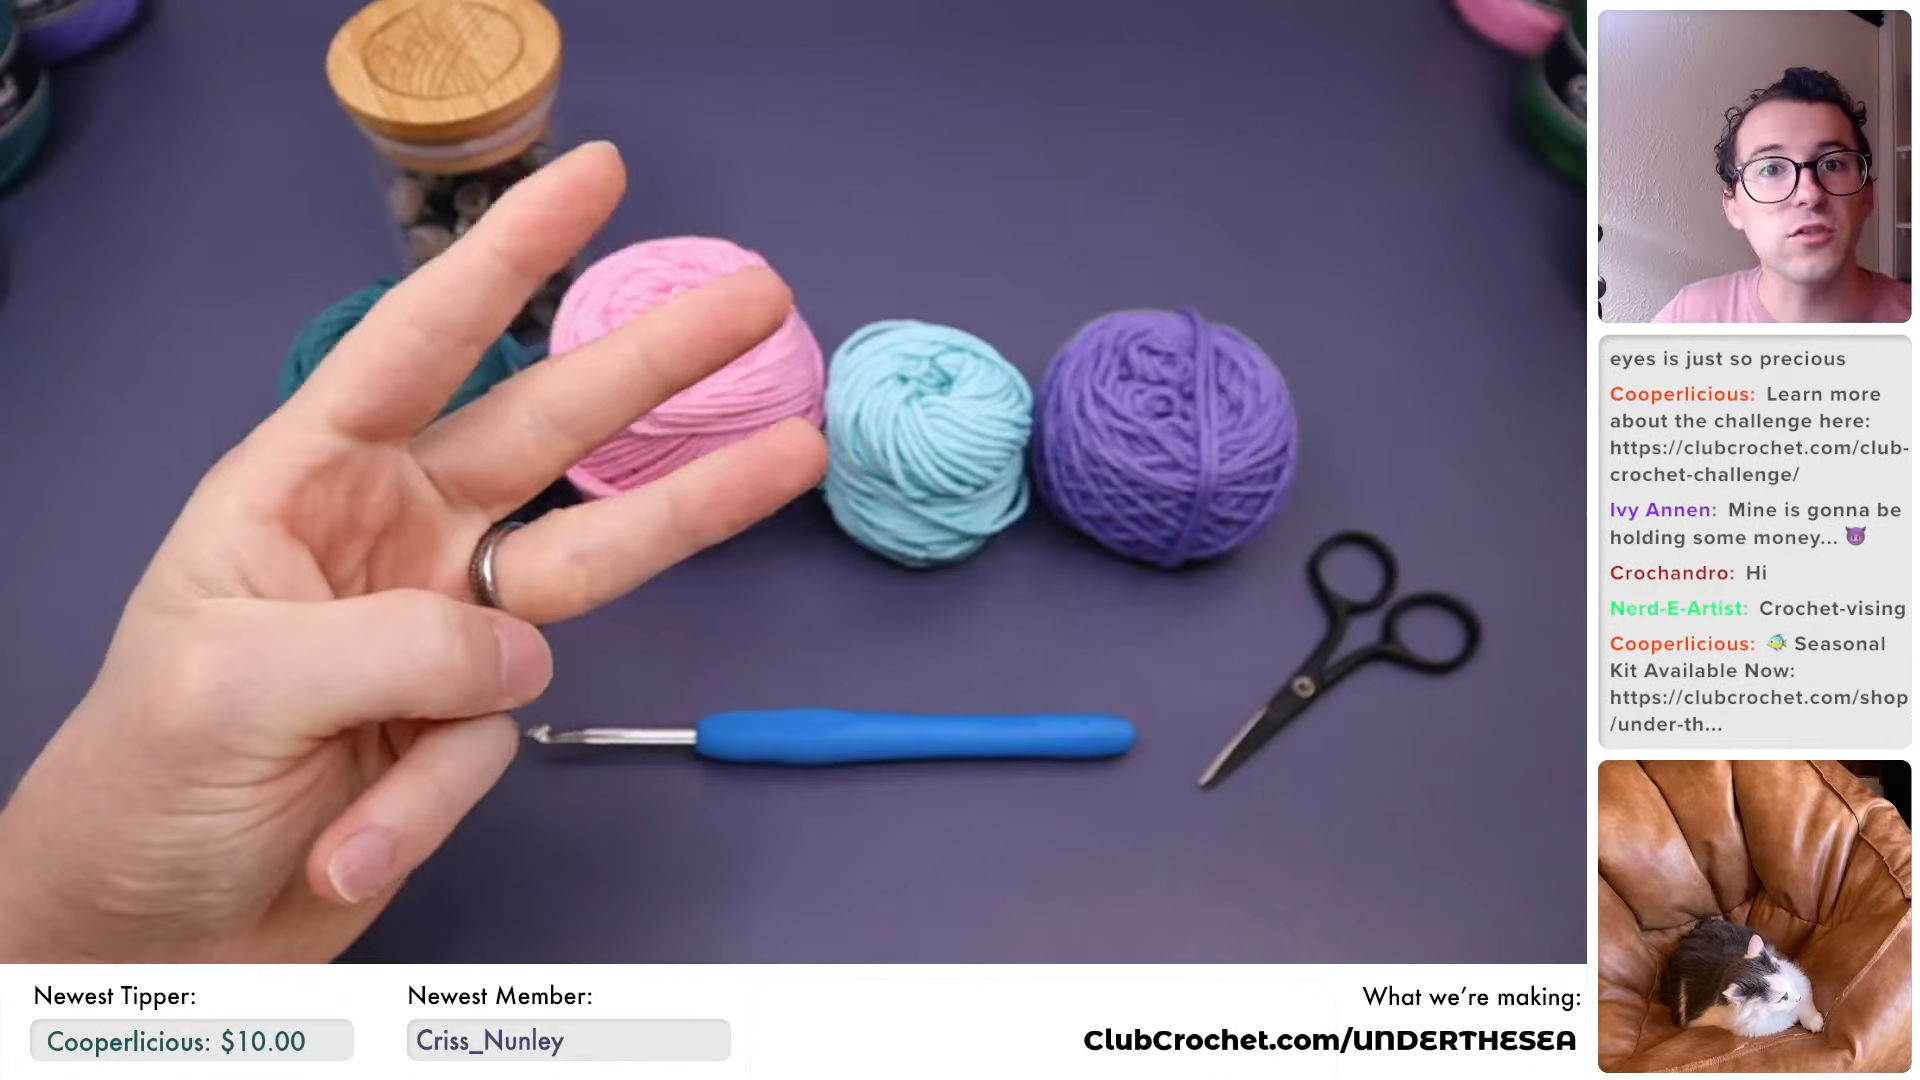 eyes is just so precious
Cooperlicious: Learn more
about the challenge here:
https://clubcrochet.com/club-
crochet-challenge/
Ivy Annen: Mine is gonna be
holding some money... 😈
Crochandro: Hi
Nerd-E-Artist: Crochet-vising
Cooperlicious: 🐠 Seasonal
Kit Available Now:
https://clubcrochet.com/shop
/under-th...
Newest Tipper:
Cooperlicious: $10.00
Newest Member:
Criss_Nunley
What we're making:
ClubCrochet.com/UNDERTHESEA